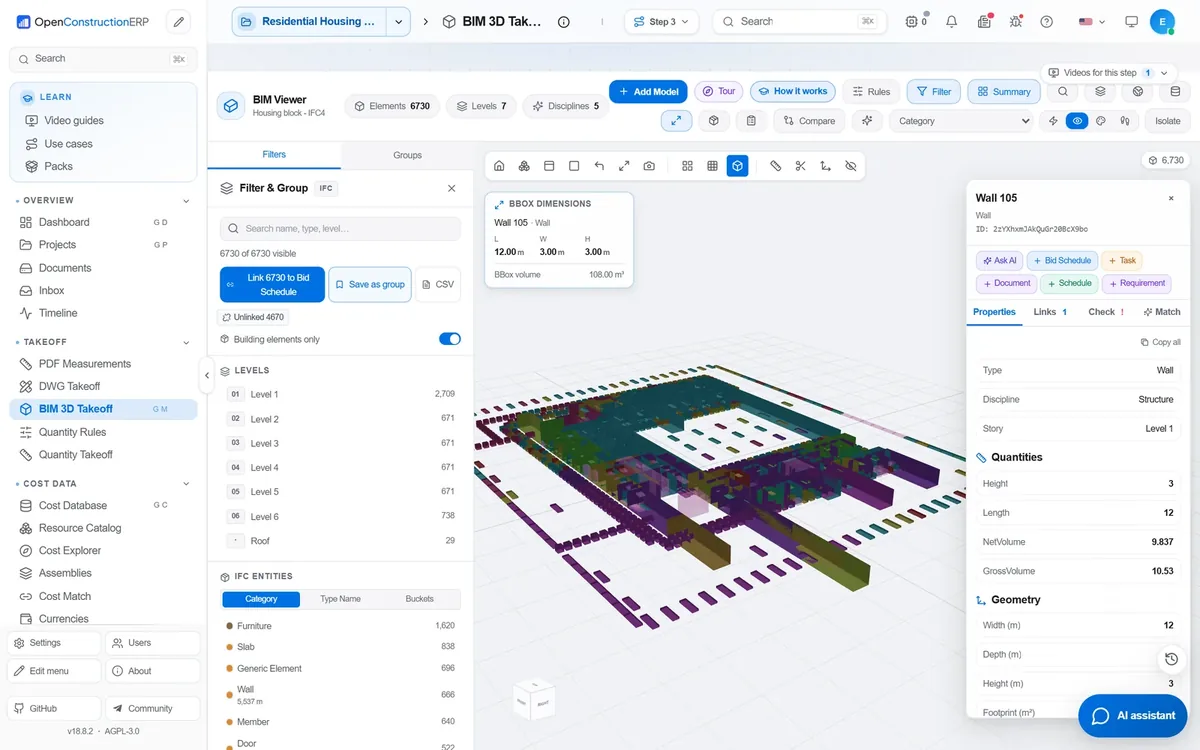 OpenConstructionERP
Residential Housing ...
BIM 3D Tak...
Step 3
Search
⌘K
0
E
Search
⌘K
LEARN
Video guides
Use cases
Packs
OVERVIEW
Dashboard G D
Projects G P
Documents
Inbox
Timeline
TAKEOFF
PDF Measurements
DWG Takeoff
BIM 3D Takeoff G M
Quantity Rules
Quantity Takeoff
COST DATA
Cost Database G C
Resource Catalog
Cost Explorer
Assemblies
Cost Match
Currencies
Settings
Users
Edit menu
About
GitHub
Community
v18.8.2 · AGPL-3.0
Videos for this step 1
BIM Viewer
Housing block - IFC4
Elements 6730
Levels 7
Disciplines 5
Add Model
Tour
How it works
Rules
Filter
Summary
Compare
Category
Isolate
Filters
Groups
Filter & Group IFC
Search name, type, level...
6730 of 6730 visible
Link 6730 to Bid
Schedule
Save as group
CSV
Unlinked 4670
Building elements only
LEVELS
01 Level 1 2,709
02 Level 2 671
03 Level 3 671
04 Level 4 671
05 Level 5 671
06 Level 6 738
Roof 29
IFC ENTITIES
Category
Type Name
Buckets
Furniture 1,620
Slab 838
Generic Element 696
Wall 666
5,537 m
Member 640
Door 522
BBOX DIMENSIONS
Wall 105 · Wall
L W H
12.00 m 3.00 m 3.00 m
BBox volume 108.00 m³
6,730
Wall 105
Wall
ID: 2zYXhxmJAkQuGr20BcX9bo
Ask AI
Bid Schedule
Task
Document
Schedule
Requirement
Properties
Links 1
Check !
Match
Copy all
Type Wall
Discipline Structure
Story Level 1
Quantities
Height 3
Length 12
NetVolume 9.837
GrossVolume 10.53
Geometry
Width (m) 12
Depth (m)
Height (m) 3
Footprint (m²)
AI assistant